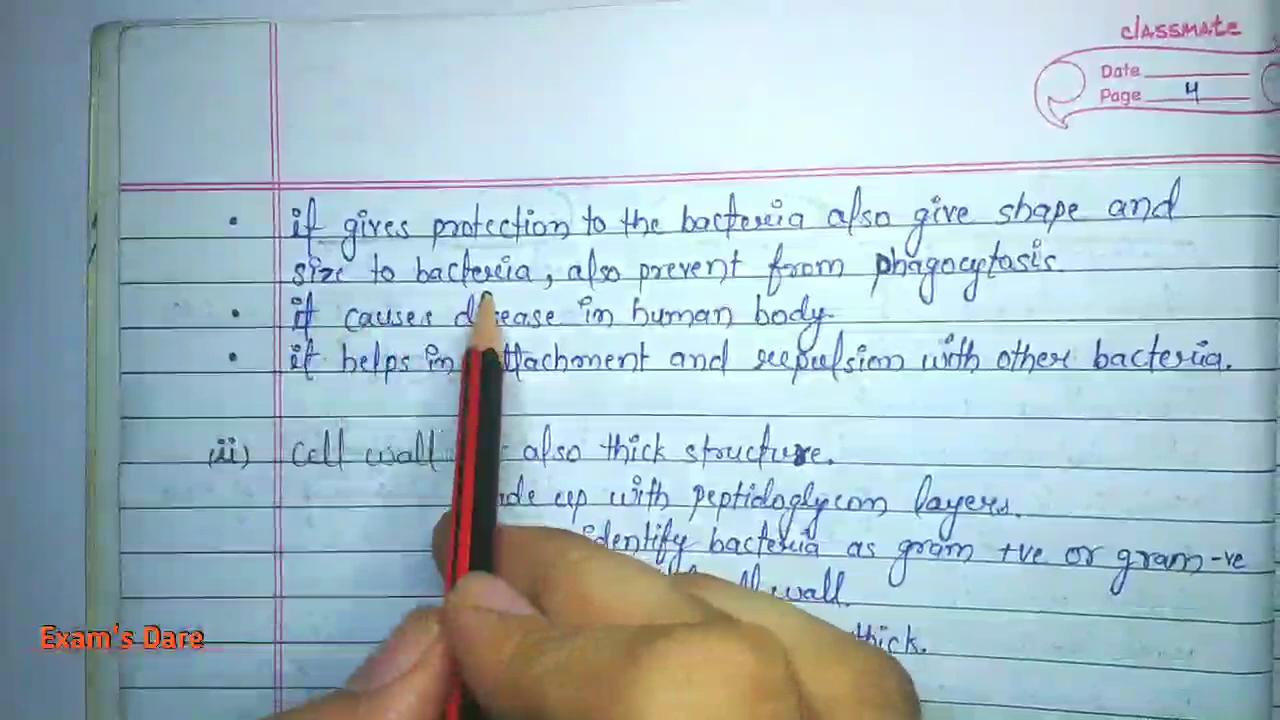 classmate
Date
Page 4
• it gives protection to the bacteria also give shape and
size to bacteria, also prevent from phagocytosis.
• it causes disease in human body.
• it helps in attachment and repulsion with other bacteria.
(ii) Cell wall also thick structure.
up with peptidoglycan layers.
identify bacteria as gram +ve or gram -ve
wall.
thick.
Exam's Dare